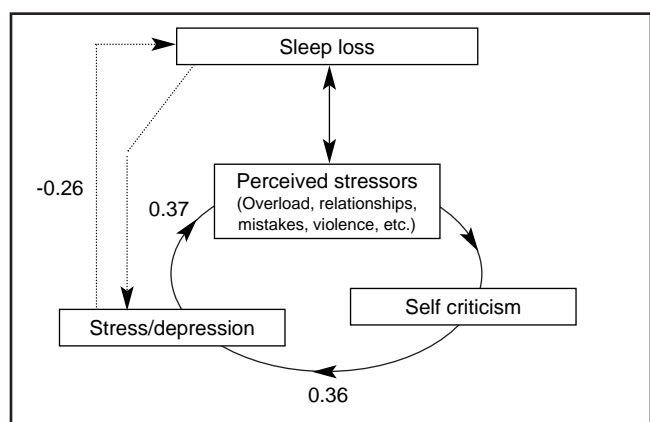 Sleep loss
-0.26
Perceived stressors
(Overload, relationships,
mistakes, violence, etc.)
0.37
Self criticism
Stress/depression
0.36